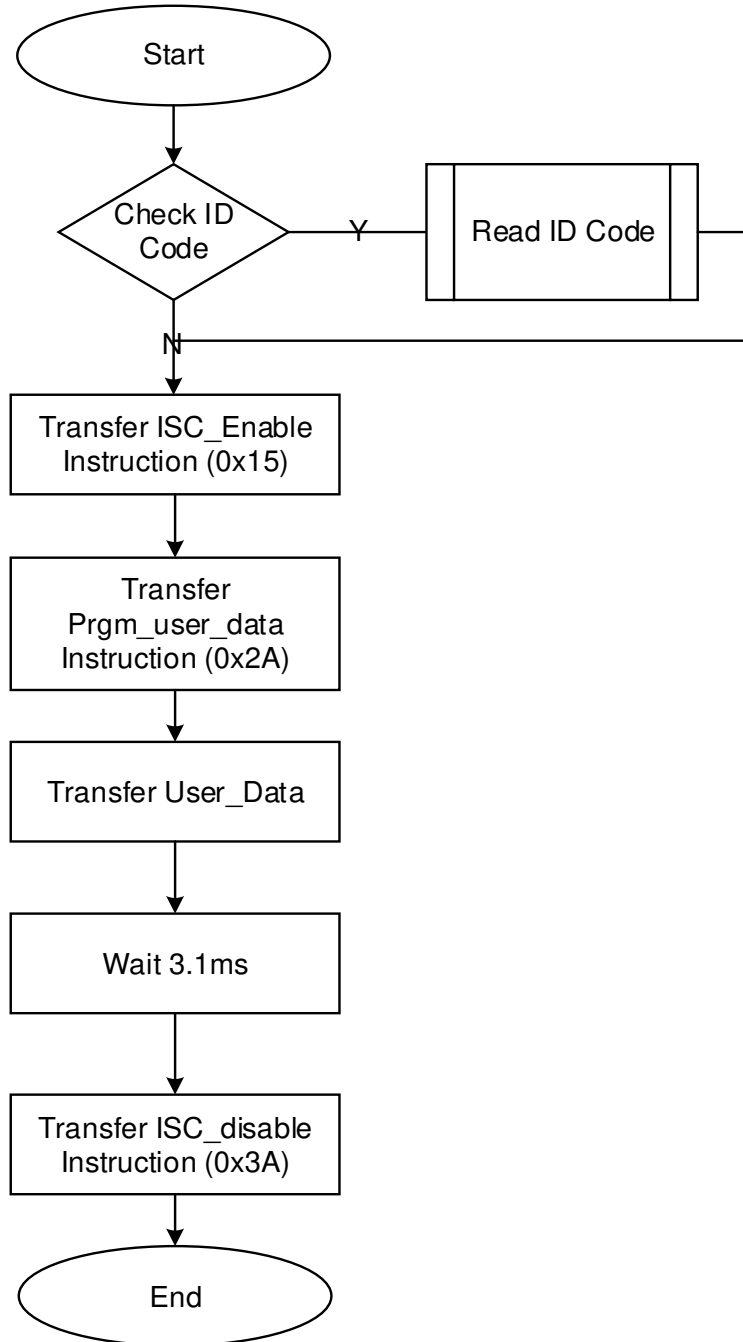 Start
Check ID
Code
Y
Read ID Code
N
Transfer ISC_Enable
Instruction (0x15)
Transfer
Prgm_user_data
Instruction (0x2A)
Transfer User_Data
Wait 3.1ms
Transfer ISC_disable
Instruction (0x3A)
End